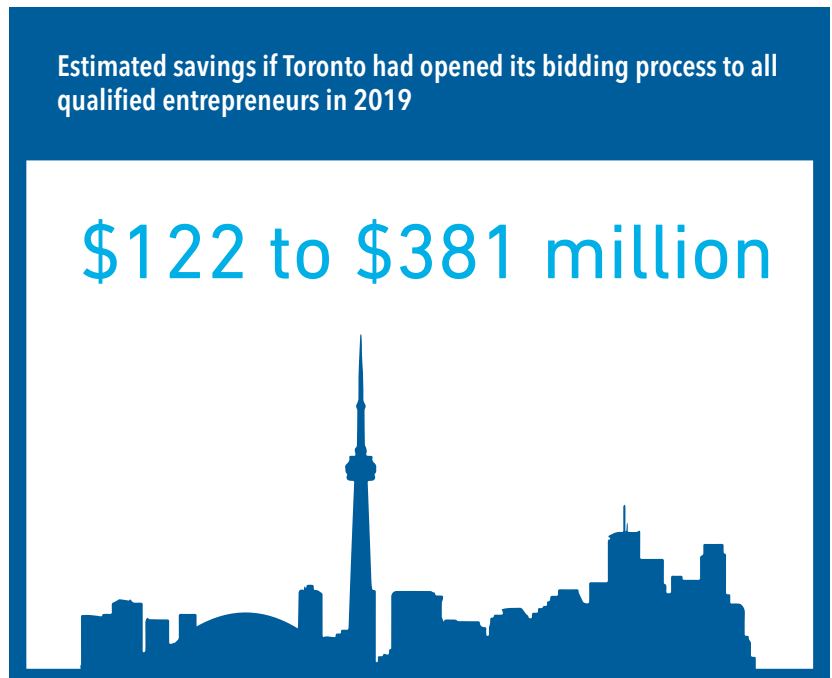 Estimated savings if Toronto had opened its bidding process to all
qualified entrepreneurs in 2019
$122 to $381 million